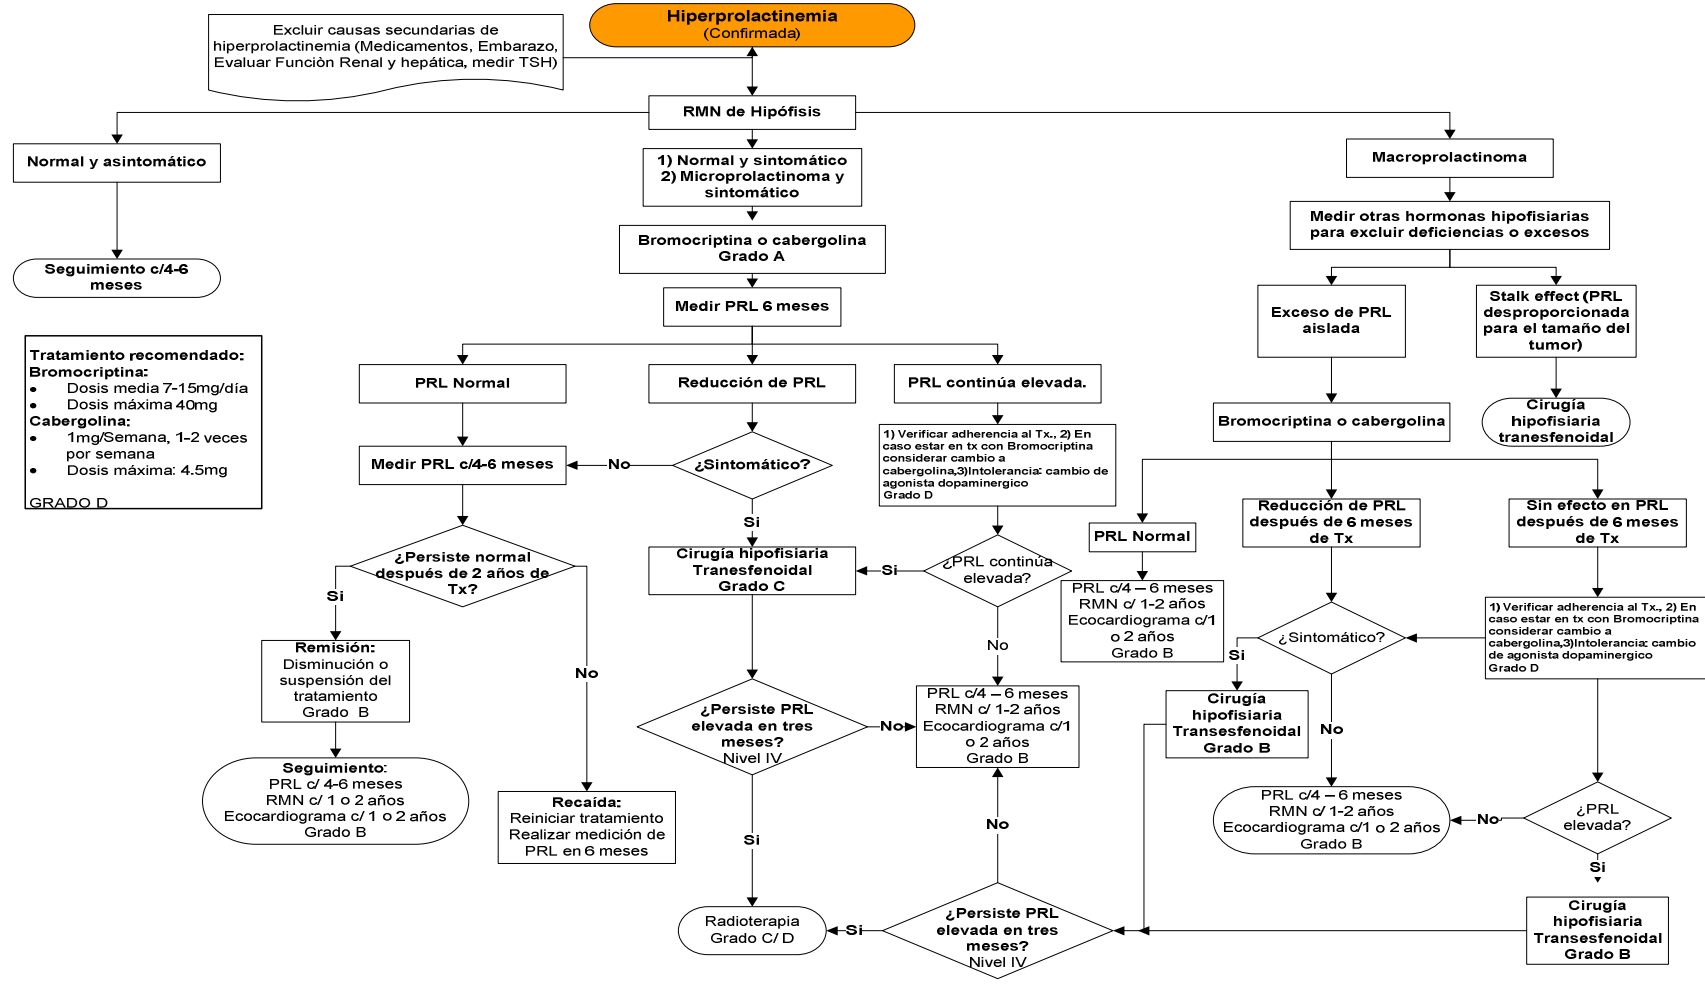 Hiperprolactinemia
(Confirmada)
Excluir causas secundarias de
hiperprolactinemia (Medicamentos, Embarazo,
Evaluar Funciòn Renal y hepática, medir TSH)
RMN de Hipófisis
Normal y asintomático
Seguimiento c/4-6
meses
1) Normal y sintomático
2) Microprolactinoma y
sintomático
Bromocriptina o cabergolina
Grado A
Medir PRL 6 meses
Macroprolactinoma
Medir otras hormonas hipofisiarias
para excluir deficiencias o excesos
Exceso de PRL
aislada
Stalk effect (PRL
desproporcionada
para el tamaño del
tumor)
Cirugía
hipofisiaria
tranesfenoidal
Bromocriptina o cabergolina
Tratamiento recomendado:
Bromocriptina:
• Dosis media 7-15mg/día
• Dosis máxima 40mg
Cabergolina:
• 1mg/Semana, 1-2 veces
por semana
• Dosis máxima: 4.5mg
GRADO D
PRL Normal
Reducción de PRL
PRL continúa elevada.
Medir PRL c/4-6 meses
No
¿Sintomático?
1) Verificar adherencia al Tx., 2) En
caso estar en tx con Bromocriptina
considerar cambio a
cabergolina,3)Intolerancia: cambio de
agonista dopaminergico
Grado D
Si
¿Persiste normal
después de 2 años de
Tx?
Cirugía hipofisiaria
Tranesfenoidal
Grado C
Si
¿PRL continúa
elevada?
Si
Remisión:
Disminución o
suspensión del
tratamiento
Grado B
No
Seguimiento:
PRL c/ 4-6 meses
RMN c/ 1 o 2 años
Ecocardiograma c/ 1 o 2 años
Grado B
Recaída:
Reiniciar tratamiento
Realizar medición de
PRL en 6 meses
¿Persiste PRL
elevada en tres
meses?
Nivel IV
No
No
PRL c/4 – 6 meses
RMN c/ 1-2 años
Ecocardiograma c/1
o 2 años
Grado B
Si
No
Radioterapia
Grado C/ D
Si
¿Persiste PRL
elevada en tres
meses?
Nivel IV
PRL Normal
PRL c/4 – 6 meses
RMN c/ 1-2 años
Ecocardiograma c/1
o 2 años
Grado B
Reducción de PRL
después de 6 meses
de Tx
Sin efecto en PRL
después de 6 meses
de Tx
¿Sintomático?
1) Verificar adherencia al Tx., 2) En
caso estar en tx con Bromocriptina
considerar cambio a
cabergolina,3)Intolerancia: cambio
de agonista dopaminergico
Grado D
Si
Cirugía
hipofisiaria
Transesfenoidal
Grado B
No
PRL c/4 – 6 meses
RMN c/ 1-2 años
Ecocardiograma c/1 o 2 años
Grado B
No
¿PRL
elevada?
Si
Cirugía
hipofisiaria
Transesfenoidal
Grado B